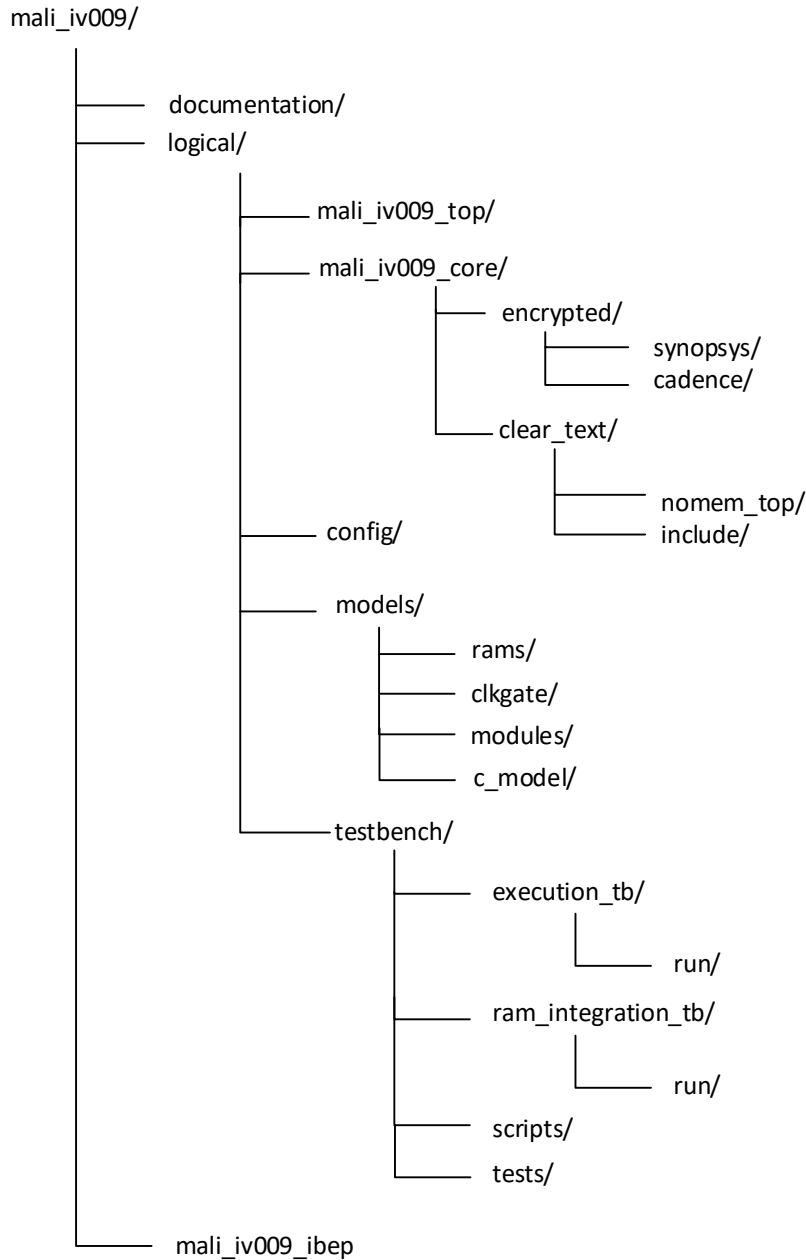 mali_iv009/
documentation/
logical/
mali_iv009_top/
mali_iv009_core/
encrypted/
synopsys/
cadence/
clear_text/
nomem_top/
include/
config/
models/
rams/
clkgate/
modules/
c_model/
testbench/
execution_tb/
run/
ram_integration_tb/
run/
scripts/
tests/
mali_iv009_ibep